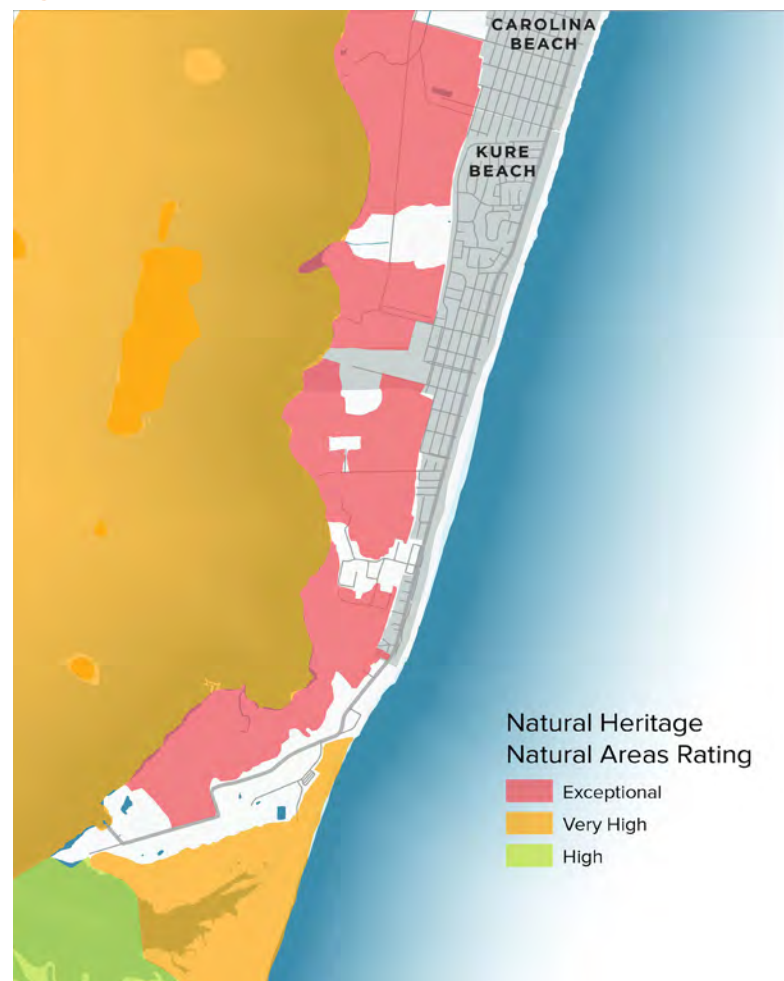 CAROLINA
BEACH
KURE
BEACH
Natural Heritage
Natural Areas Rating
Exceptional
Very High
High